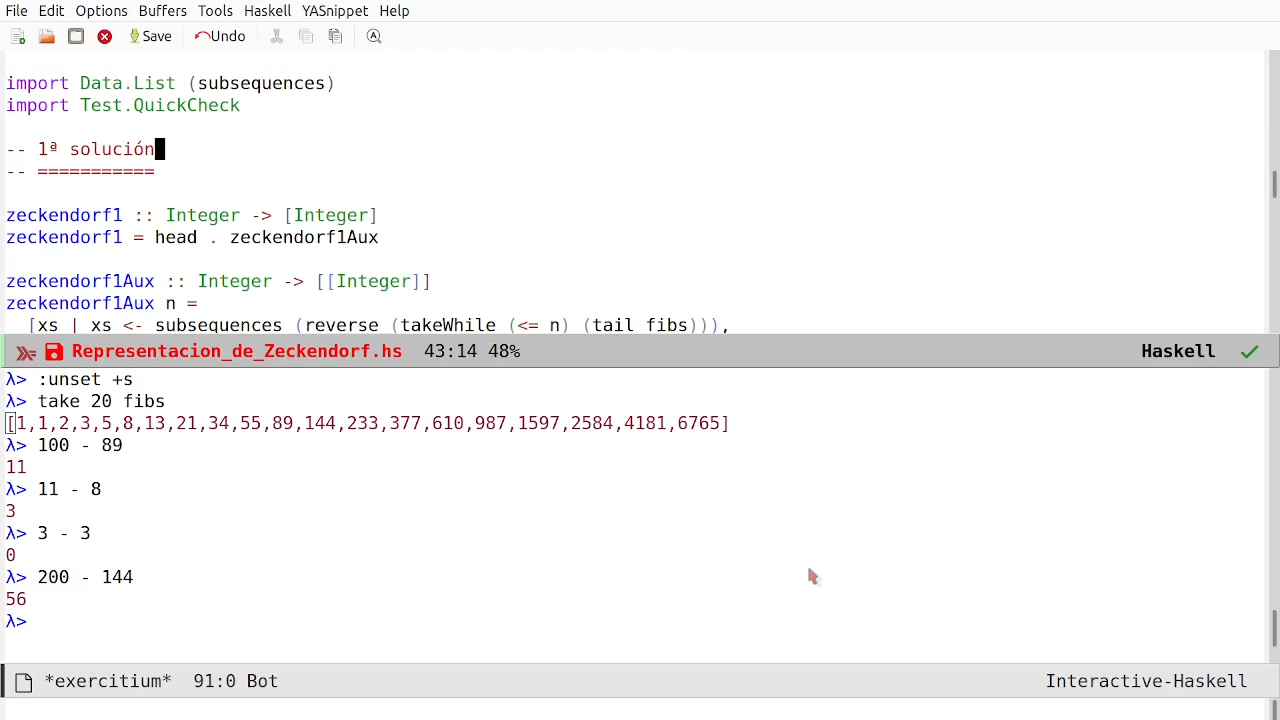 File Edit Options Buffers Tools Haskell YASnippet Help
Save Undo
import Data.List (subsequences)
import Test.QuickCheck
-- 1ª solución
-- ===========
zeckendorf1 :: Integer -> [Integer]
zeckendorf1 = head . zeckendorf1Aux
zeckendorf1Aux :: Integer -> [[Integer]]
zeckendorf1Aux n =
  [xs | xs <- subsequences (reverse (takeWhile (<= n) (tail fibs))),
Representacion_de_Zeckendorf.hs 43:14 48% Haskell ✓
λ> :unset +s
λ> take 20 fibs
[1,1,2,3,5,8,13,21,34,55,89,144,233,377,610,987,1597,2584,4181,6765]
λ> 100 - 89
11
λ> 11 - 8
3
λ> 3 - 3
0
λ> 200 - 144
56
λ>
*exercitium* 91:0 Bot Interactive-Haskell